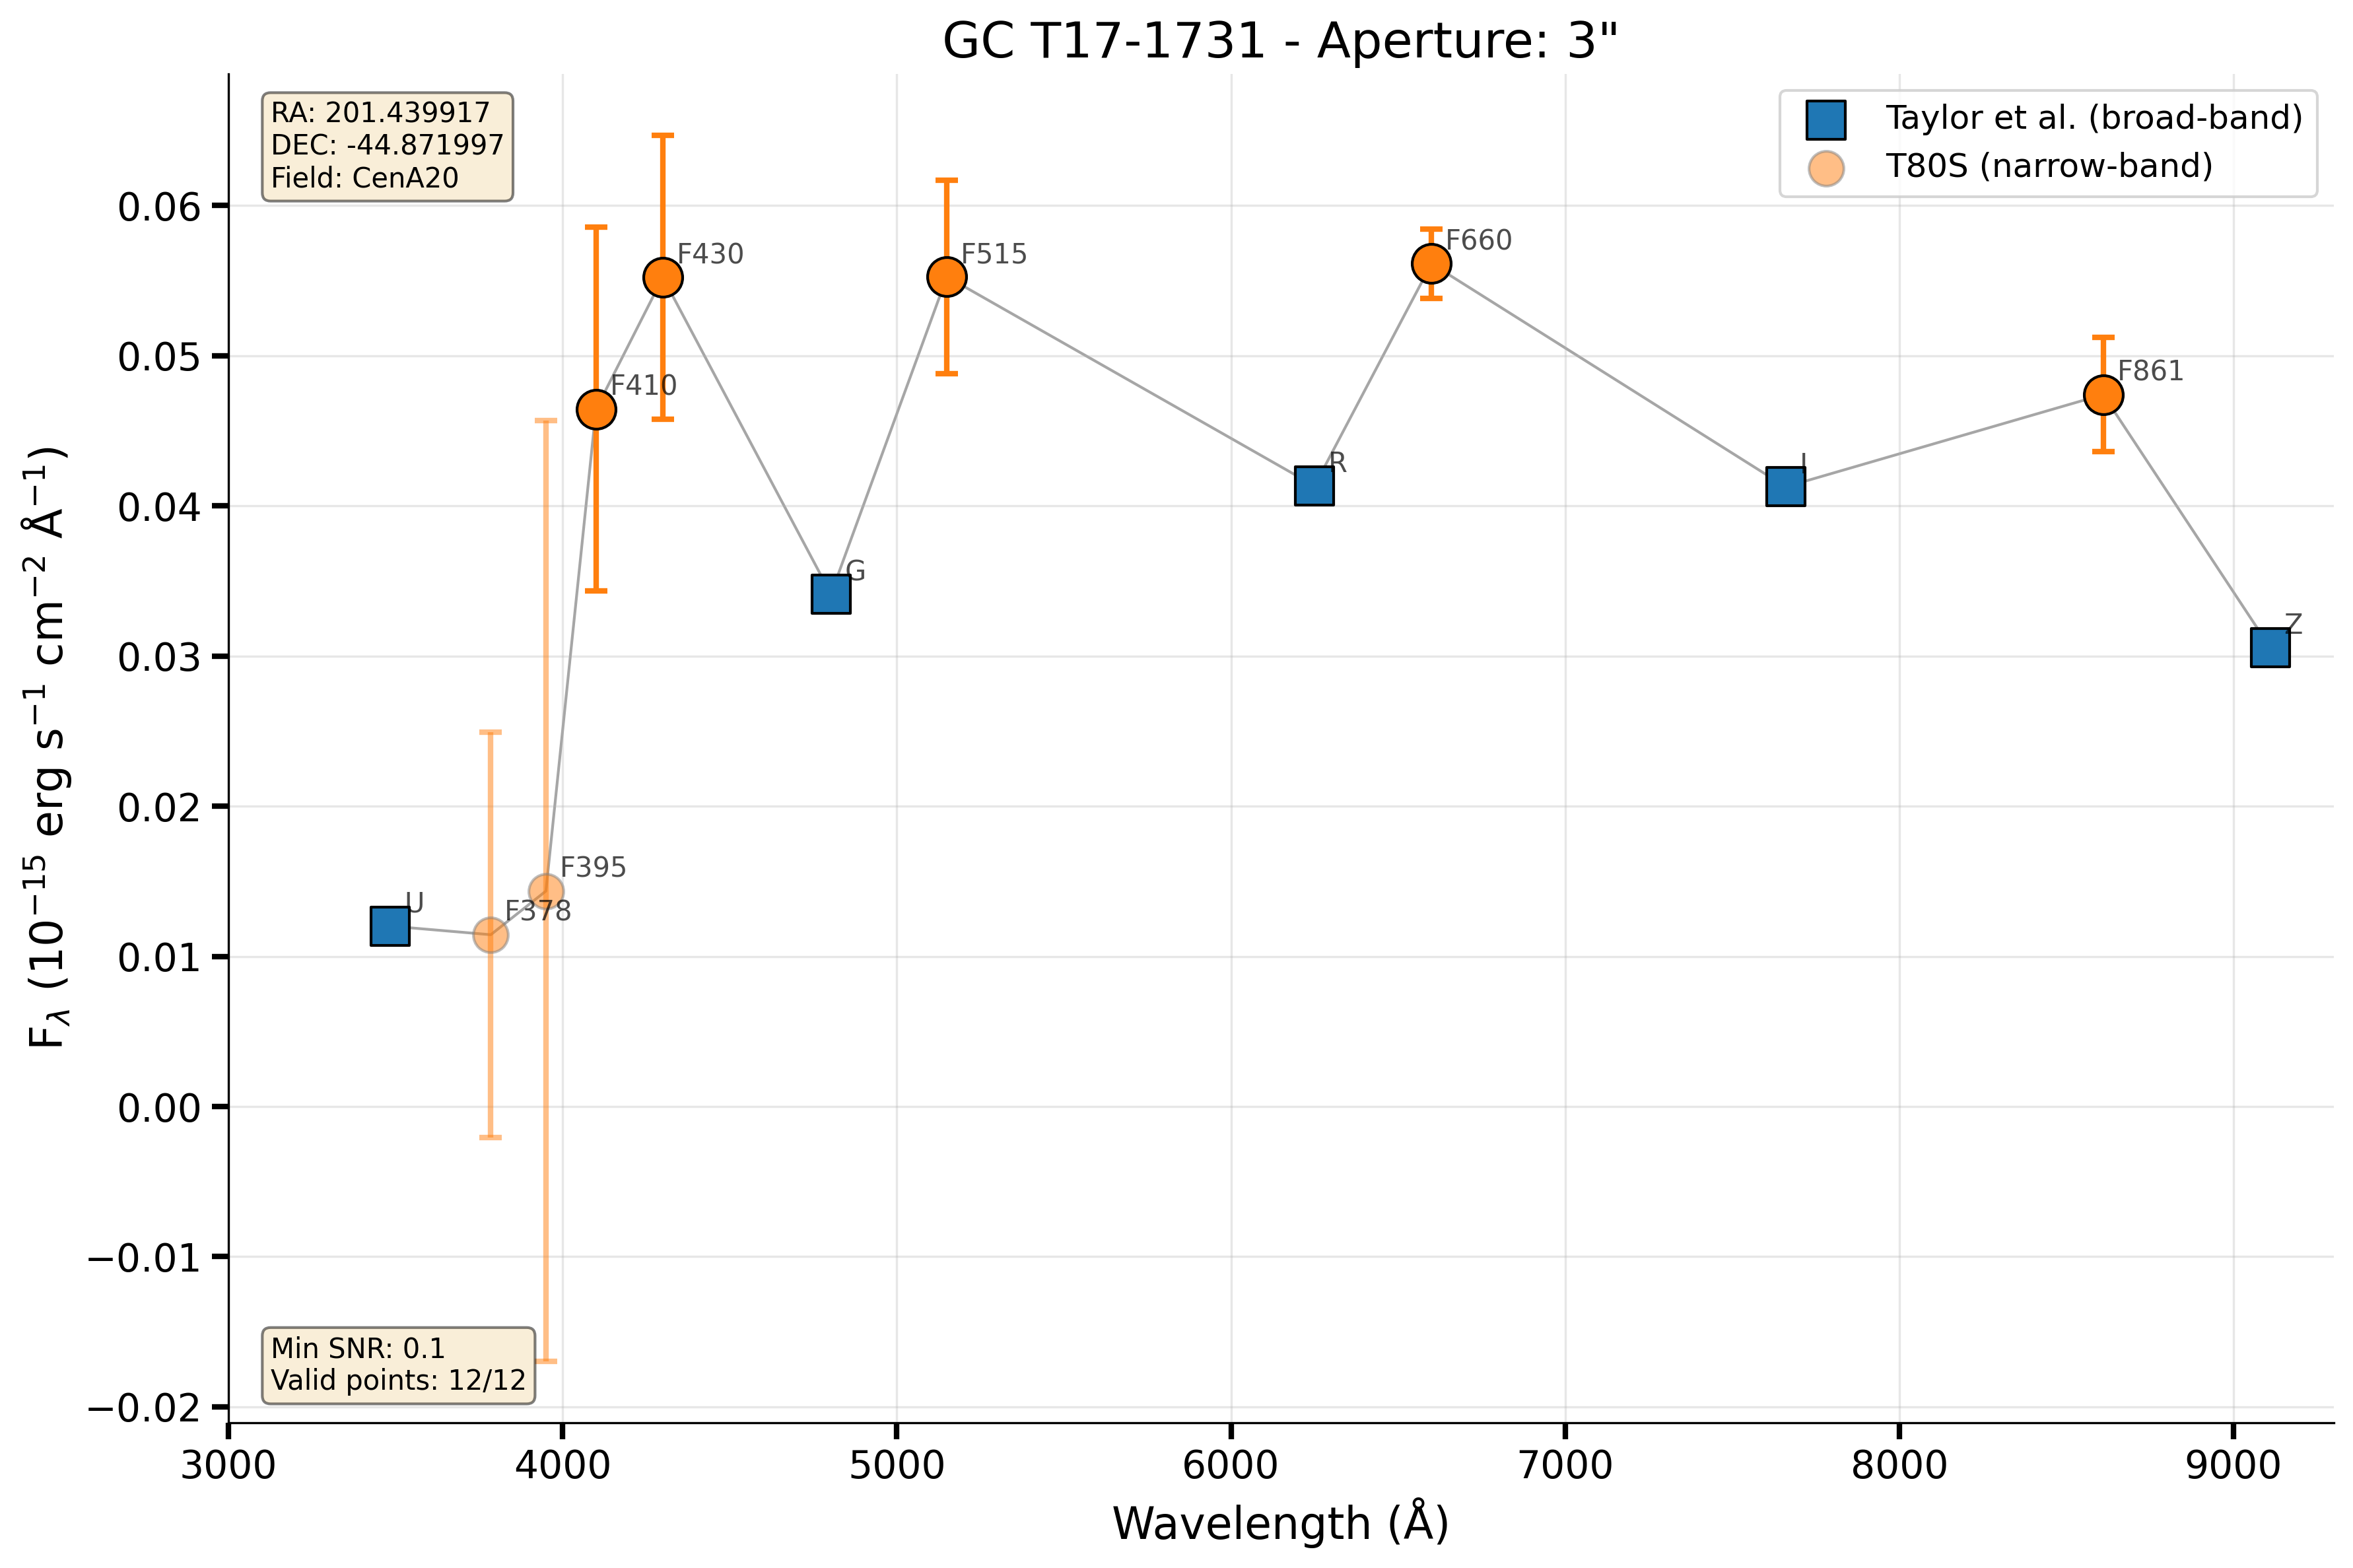 GC T17-1731 - Aperture: 3"
RA: 201.439917
DEC: -44.871997
Field: CenA20
Taylor et al. (broad-band)
T80S (narrow-band)
F430
F515
F660
F410
F861
R
I
G
Z
F395
U
F378
Min SNR: 0.1
Valid points: 12/12
0.06
0.05
0.04
0.03
0.02
0.01
0.00
−0.01
−0.02
F_λ (10⁻¹⁵ erg s⁻¹ cm⁻² Å⁻¹)
3000 4000 5000 6000 7000 8000 9000
Wavelength (Å)